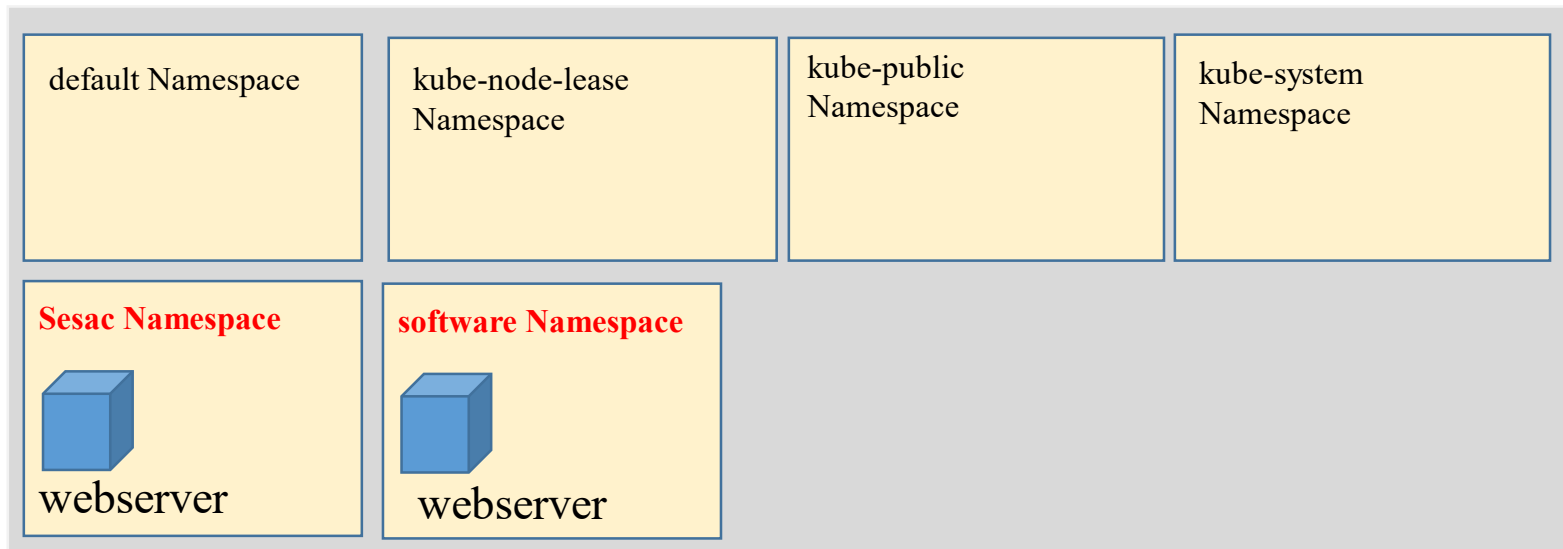 default Namespace
kube-node-lease
Namespace
kube-public
Namespace
kube-system
Namespace
Sesac Namespace
webserver
software Namespace
webserver